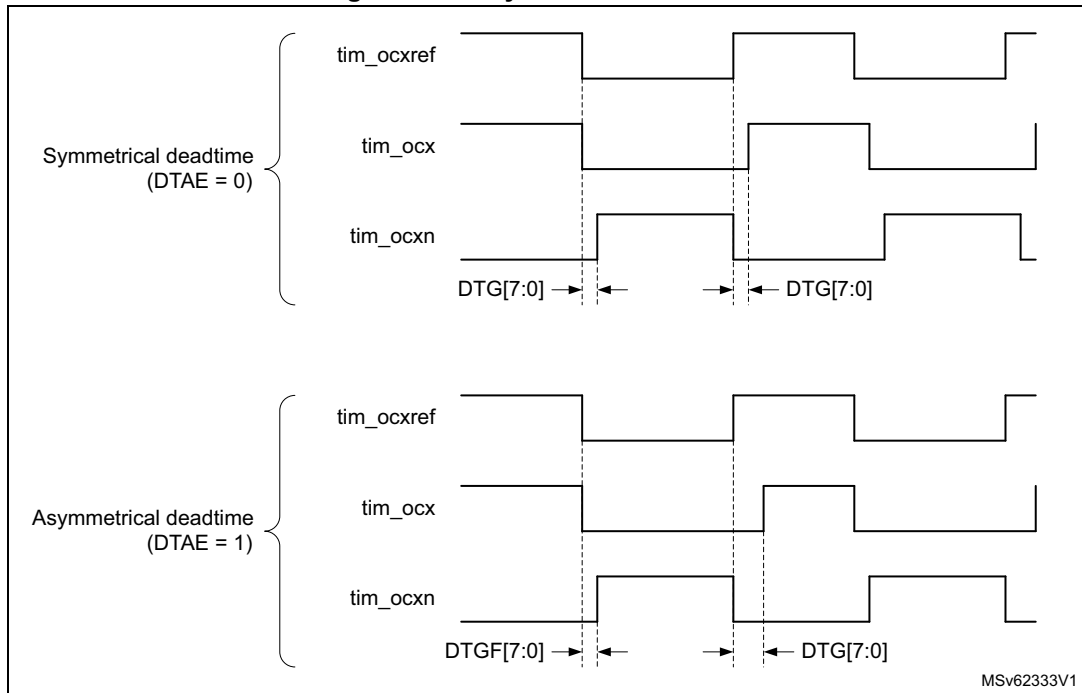 tim_ocxref
tim_ocx
Symmetrical deadtime
(DTAE = 0)
tim_ocxn
DTG[7:0]
DTG[7:0]
tim_ocxref
tim_ocx
Asymmetrical deadtime
(DTAE = 1)
tim_ocxn
DTGF[7:0]
DTG[7:0]
MSv62333V1